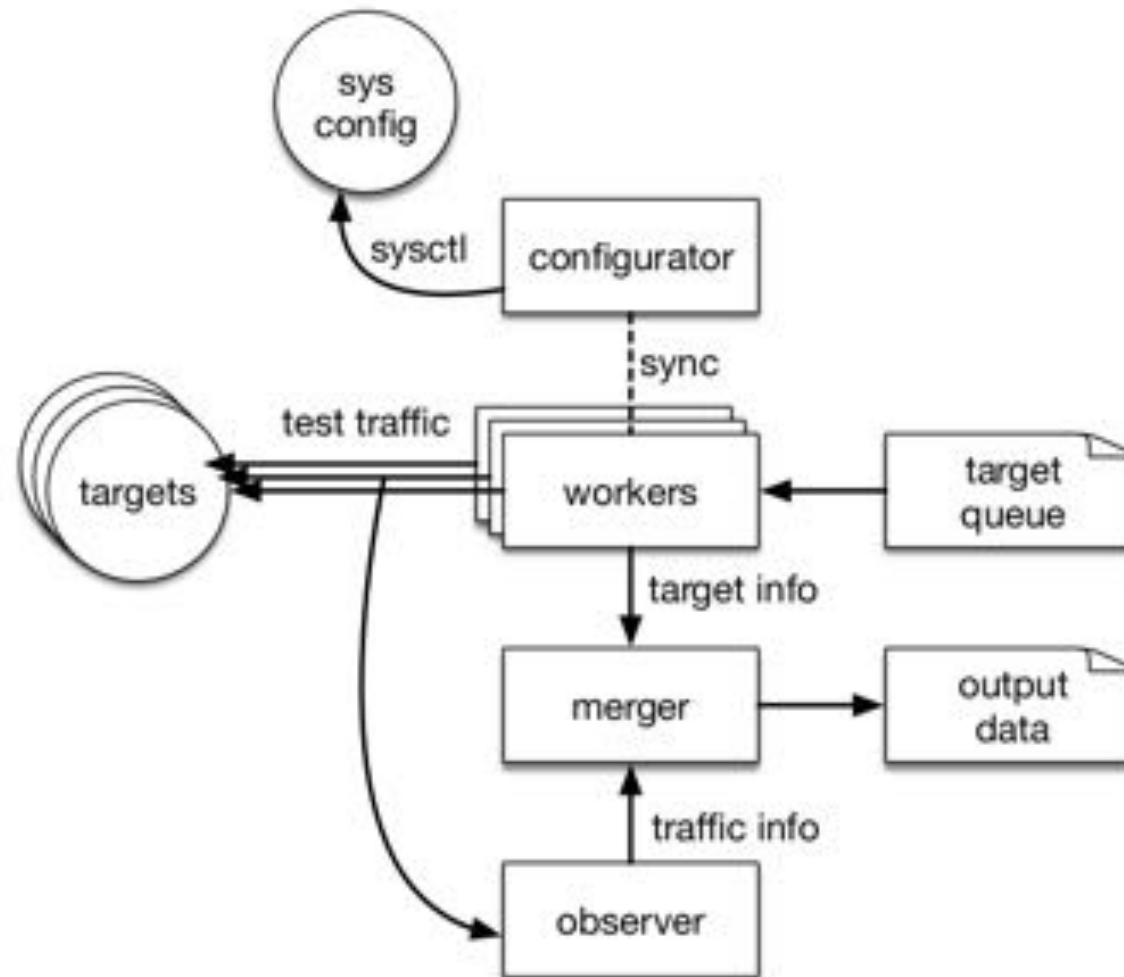 sys
config
sysctl
configurator
sync
test traffic
targets
workers
target
queue
target info
merger
output
data
traffic info
observer